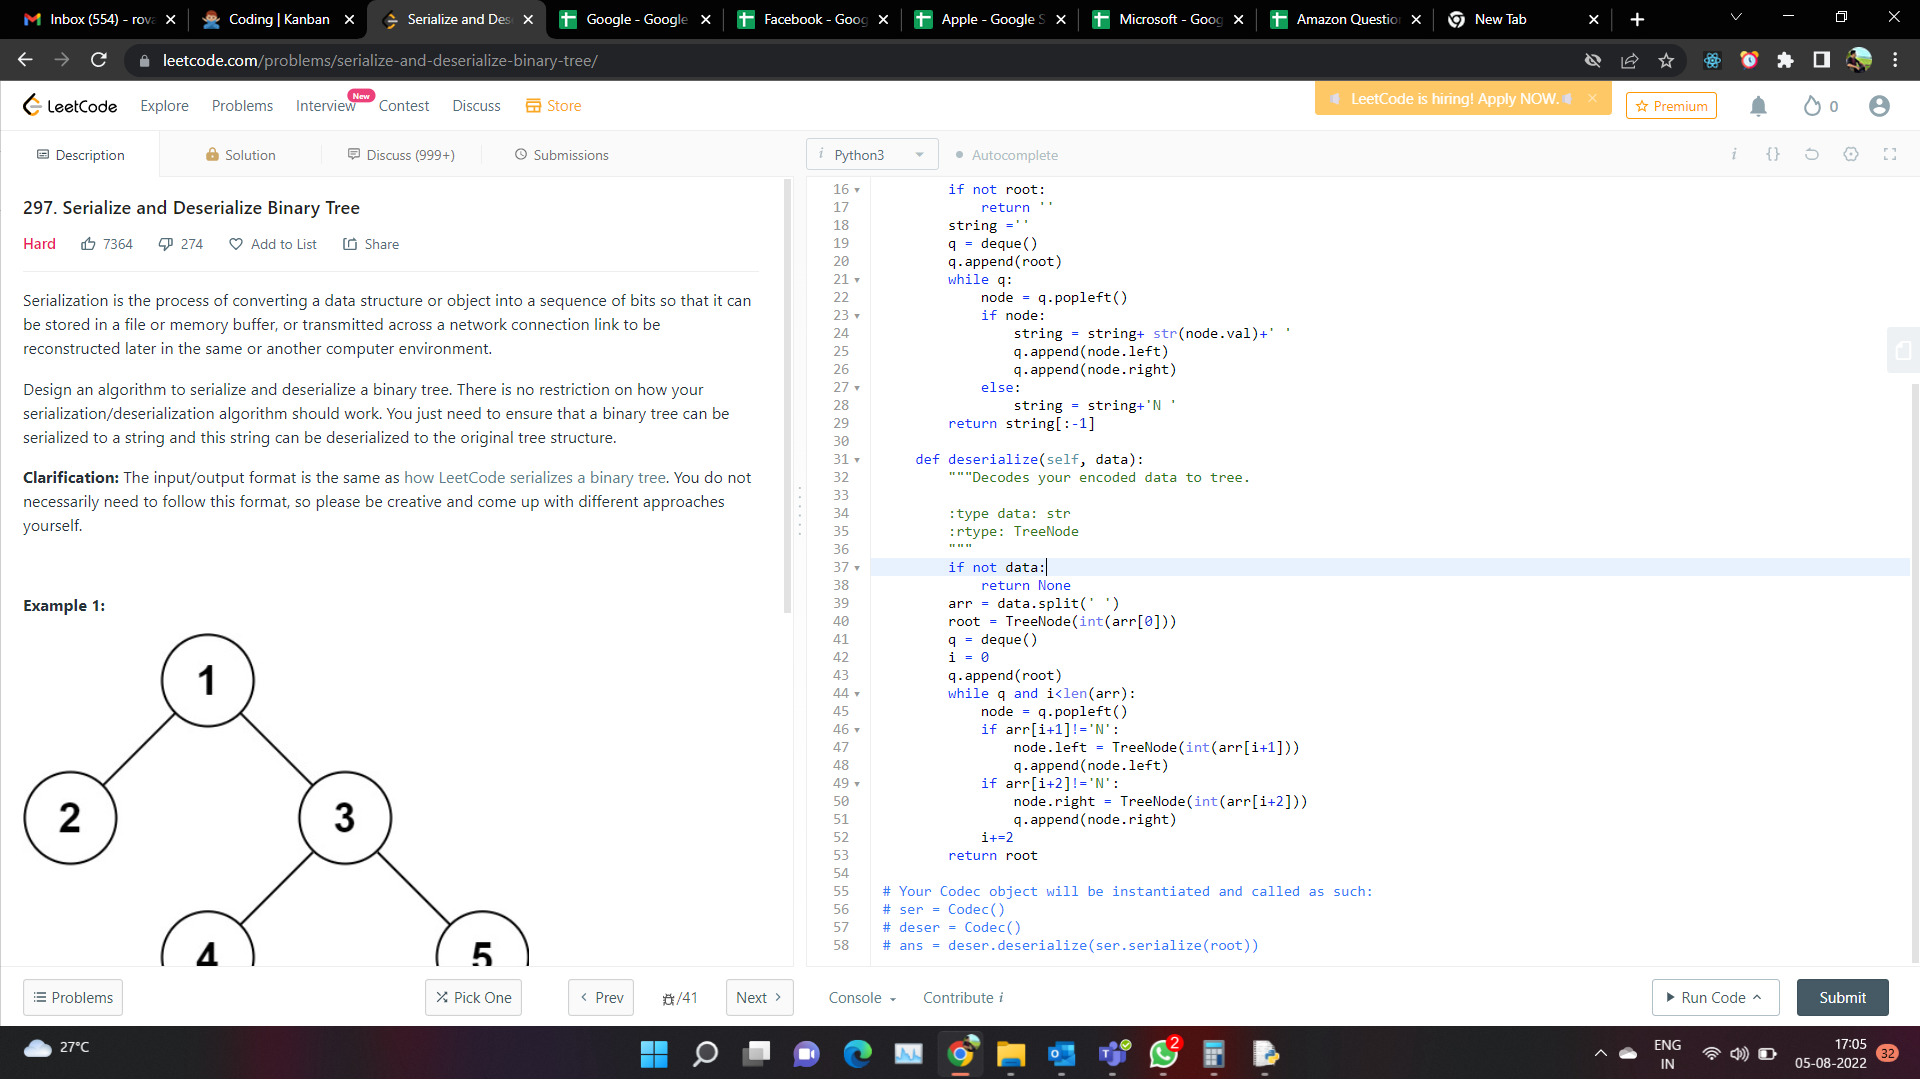 Inbox (554) - rova
Coding | Kanban
Serialize and Des
Google - Google
Facebook - Goog
Apple - Google S
Microsoft - Goog
Amazon Questio
New Tab
leetcode.com/problems/serialize-and-deserialize-binary-tree/
LeetCode Explore Problems Interview New Contest Discuss Store
LeetCode is hiring! Apply NOW.
Premium
0
Description
Solution
Discuss (999+)
Submissions
297. Serialize and Deserialize Binary Tree
Hard 7364 274 Add to List Share
Serialization is the process of converting a data structure or object into a sequence of bits so that it can
be stored in a file or memory buffer, or transmitted across a network connection link to be
reconstructed later in the same or another computer environment.
Design an algorithm to serialize and deserialize a binary tree. There is no restriction on how your
serialization/deserialization algorithm should work. You just need to ensure that a binary tree can be
serialized to a string and this string can be deserialized to the original tree structure.
Clarification: The input/output format is the same as how LeetCode serializes a binary tree. You do not
necessarily need to follow this format, so please be creative and come up with different approaches
yourself.
Example 1:
1
2 3
4 5
i Python3
Autocomplete
i {}
16 if not root:
17 return ''
18 string =''
19 q = deque()
20 q.append(root)
21 while q:
22 node = q.popleft()
23 if node:
24 string = string+ str(node.val)+' '
25 q.append(node.left)
26 q.append(node.right)
27 else:
28 string = string+'N '
29 return string[:-1]
30
31 def deserialize(self, data):
32 """Decodes your encoded data to tree.
33
34 :type data: str
35 :rtype: TreeNode
36 """
37 if not data:
38 return None
39 arr = data.split(' ')
40 root = TreeNode(int(arr[0]))
41 q = deque()
42 i = 0
43 q.append(root)
44 while q and i<len(arr):
45 node = q.popleft()
46 if arr[i+1]!='N':
47 node.left = TreeNode(int(arr[i+1]))
48 q.append(node.left)
49 if arr[i+2]!='N':
50 node.right = TreeNode(int(arr[i+2]))
51 q.append(node.right)
52 i+=2
53 return root
54
55 # Your Codec object will be instantiated and called as such:
56 # ser = Codec()
57 # deser = Codec()
58 # ans = deser.deserialize(ser.serialize(root))
Problems
Pick One
Prev
/41
Next
Console
Contribute i
Run Code
Submit
27°C
2
ENG
IN
17:05
05-08-2022
32